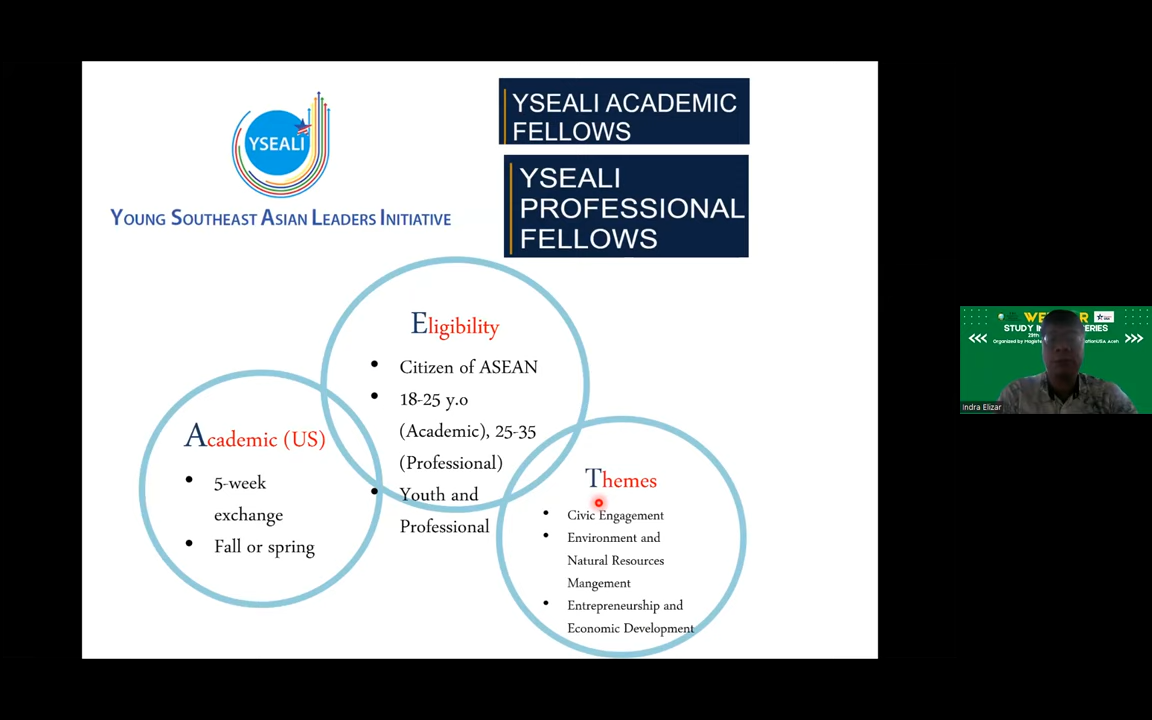 YSEALI
YOUNG SOUTHEAST ASIAN LEADERS INITIATIVE
YSEALI ACADEMIC
FELLOWS
YSEALI
PROFESSIONAL
FELLOWS
Eligibility
• Citizen of ASEAN
• 18-25 y.o
(Academic), 25-35
(Professional)
• Youth and
Professional
Academic (US)
• 5-week
exchange
• Fall or spring
Themes
• Civic Engagement
• Environment and
Natural Resources
Mangement
• Entrepreneurship and
Economic Development
STUDY IN
Indra Elizar